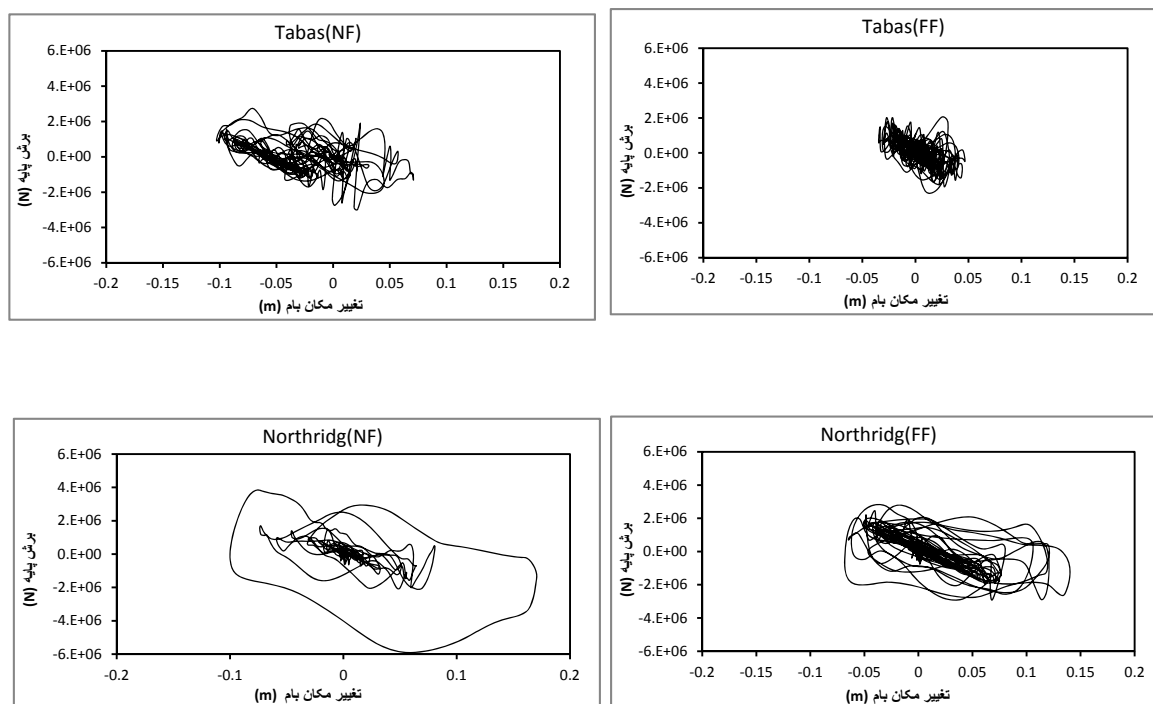 Tabas(NF)
6.E+06
4.E+06
2.E+06
0.E+00
-2.E+06
-4.E+06
-6.E+06
-0.2 -0.15 -0.1 -0.05 0 0.05 0.1 0.15 0.2
برش پایه (N)
تغییر مکان بام (m)
Tabas(FF)
6.E+06
4.E+06
2.E+06
0.E+00
-2.E+06
-4.E+06
-6.E+06
-0.2 -0.15 -0.1 -0.05 0 0.05 0.1 0.15 0.2
برش پایه (N)
تغییر مکان بام (m)
Northridg(NF)
6.E+06
4.E+06
2.E+06
0.E+00
-2.E+06
-4.E+06
-6.E+06
-0.2 -0.1 0 0.1 0.2
برش پایه (N)
تغییر مکان بام (m)
Northridg(FF)
6.E+06
4.E+06
2.E+06
0.E+00
-2.E+06
-4.E+06
-6.E+06
-0.2 -0.15 -0.1 -0.05 0 0.05 0.1 0.15 0.2
برش پایه (N)
تغییر مکان بام (m)